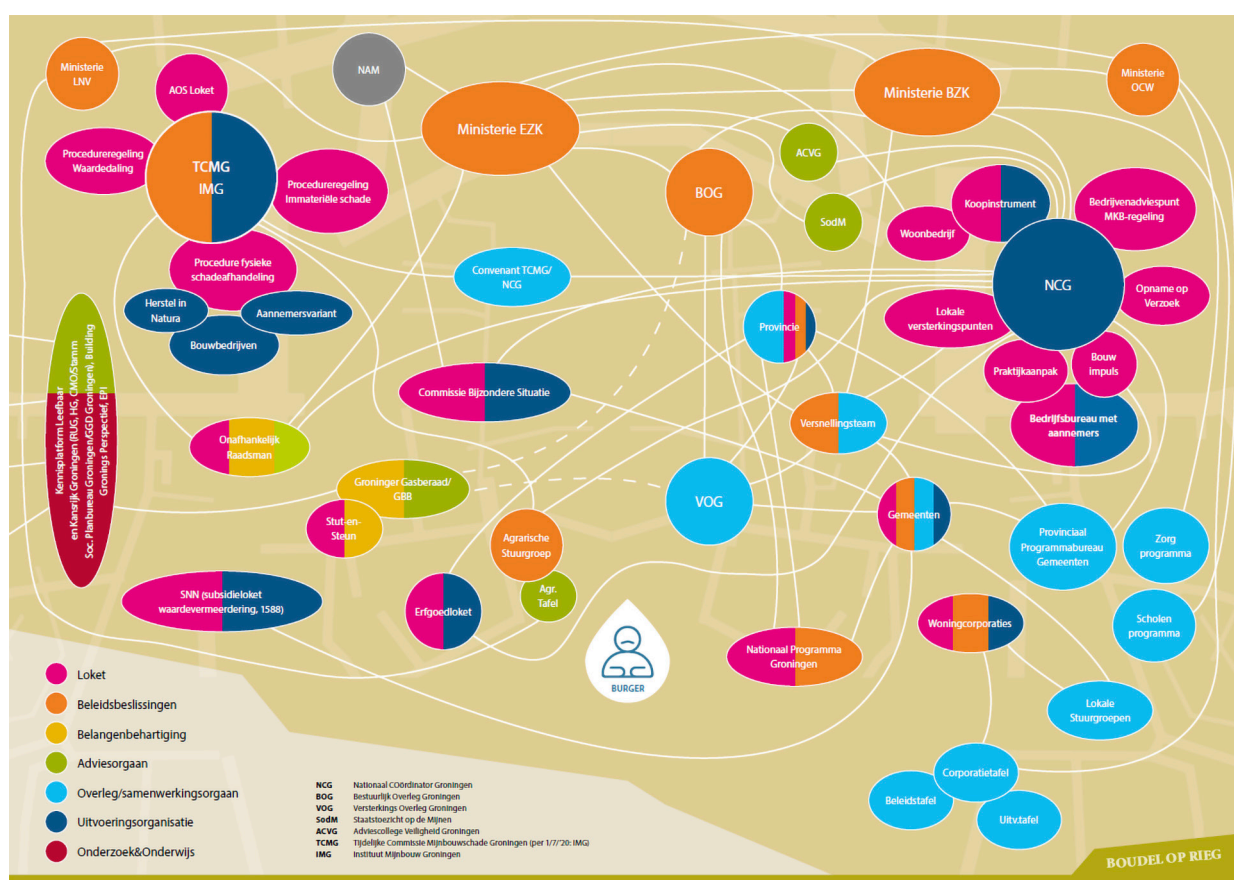 Ministerie
LNV
AOS Loket
NAM
Ministerie EZK
Ministerie BZK
Ministerie
OCW
Procedureregeling
Waardedaling
TCMG
IMG
Procedureregeling
Immateriële schade
ACVG
BOG
SodM
Koopinstrument
Woonbedrijf
Bedrijvenadviespunt
MKB-regeling
Procedure fysieke
schadeafhandeling
Convenant TCMG/
NCG
NCG
Opname op
Verzoek
Herstel in
Natura
Aannemersvariant
Bouwbedrijven
Provincie
Lokale
versterkingspunten
Praktijkaanpak
Bouw
impuls
Commissie Bijzondere Situatie
Bedrijfsbureau met
aannemers
Kennisplatform Leefbaar
en Kansrijk Groningen (RUG, HG, CMO/Stamm
Soc. Planbureau Groningen/GGD Groningen), Building
Gronings Perspectief, EPI
Onafhankelijk
Raadsman
Versnellingsteam
Groninger Gasberaad/
GBB
VOG
Gemeenten
Stut-en-
Steun
Agrarische
Stuurgroep
Provinciaal
Programmabureau
Gemeenten
Zorg
programma
Agr.
Tafel
SNN (subsidieloket
waardevermeerdering, 1588)
Erfgoedloket
Woningcorporaties
Scholen
programma
Nationaal Programma
Groningen
BURGER
Lokale
Stuurgroepen
Corporatietafel
Beleidstafel
Uitv.tafel
Loket
Beleidsbeslissingen
Belangenbehartiging
Adviesorgaan
Overleg/samenwerkingsorgaan
Uitvoeringsorganisatie
Onderzoek&Onderwijs
NCG Nationaal COördinator Groningen
BOG Bestuurlijk Overleg Groningen
VOG Versterkings Overleg Groningen
SodM Staatstoezicht op de Mijnen
ACVG Adviescollege Veiligheid Groningen
TCMG Tijdelijke Commissie Mijnbouwschade Groningen (per 1/7/'20: IMG)
IMG Instituut Mijnbouw Groningen
BOUDEL OP RIEG